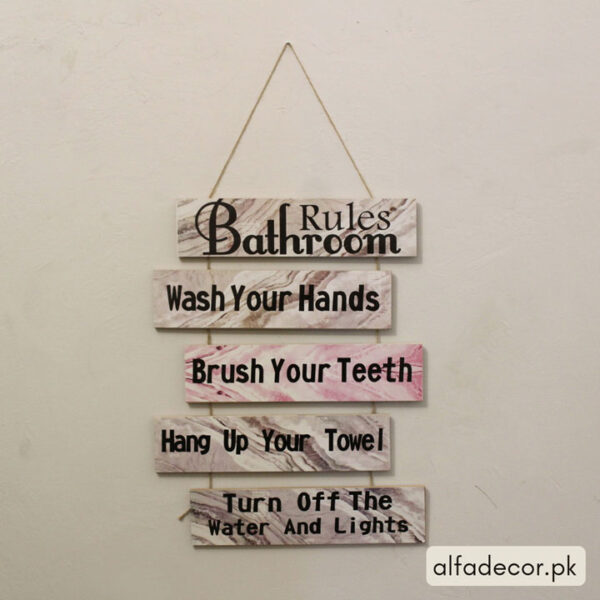 Rules
Bathroom
Wash Your Hands
Brush Your Teeth
Hang Up Your Towel
Turn Off The
Water And Lights
alfadecor.pk